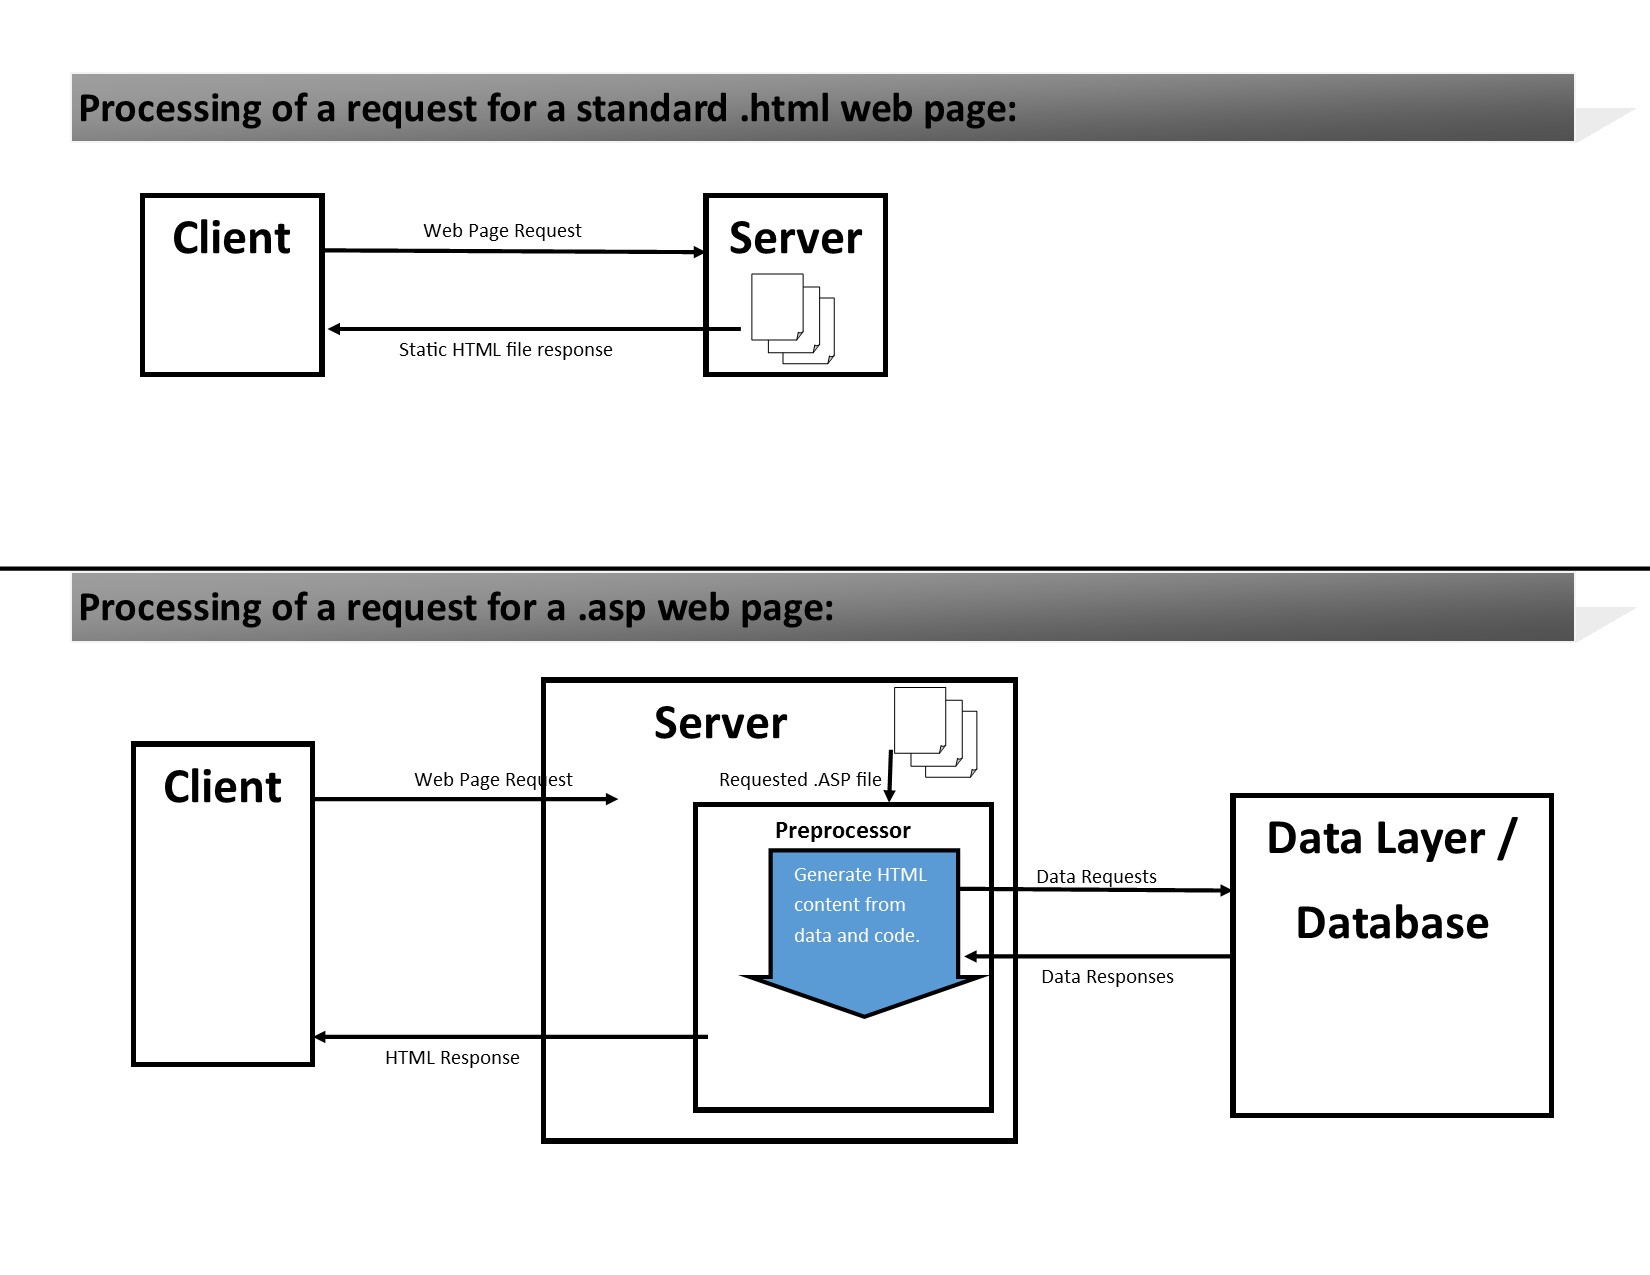 Processing of a request for a standard .html web page:
Client
Web Page Request
Server
Static HTML file response
Processing of a request for a .asp web page:
Server
Client
Web Page Request
Requested .ASP file
Preprocessor
Generate HTML
content from
data and code.
Data Requests
Data Layer /
Database
Data Responses
HTML Response